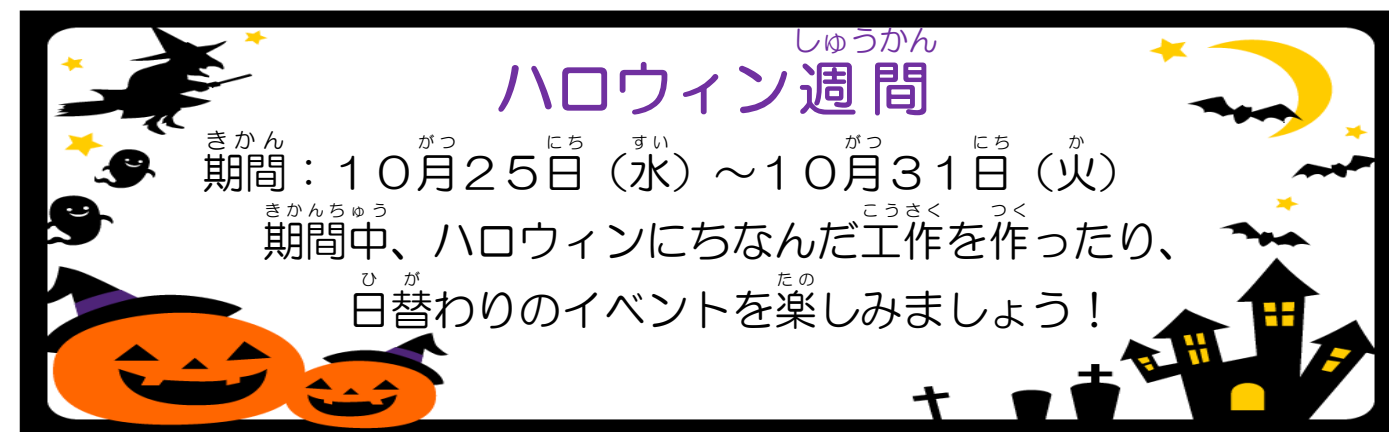 ハロウィン週間
しゅうかん
期間：１０月２５日（水）～１０月３１日（火）
きかん がつ にち すい がつ にち か
期間中、ハロウィンにちなんだ工作を作ったり、
きかんちゅう こうさく つく
日替わりのイベントを楽しみましょう！
ひ が たの